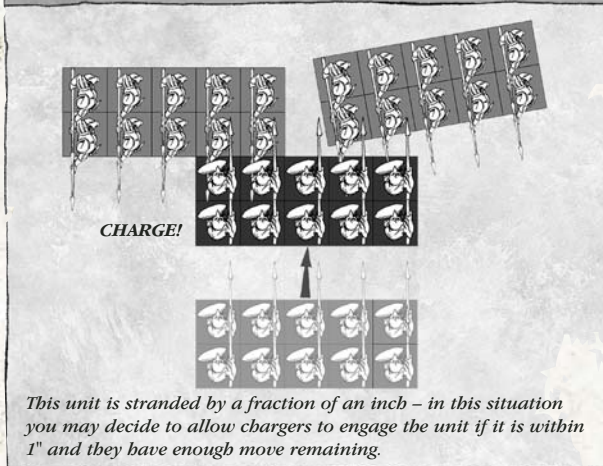 CHARGE!
This unit is stranded by a fraction of an inch – in this situation
you may decide to allow chargers to engage the unit if it is within
1" and they have enough move remaining.